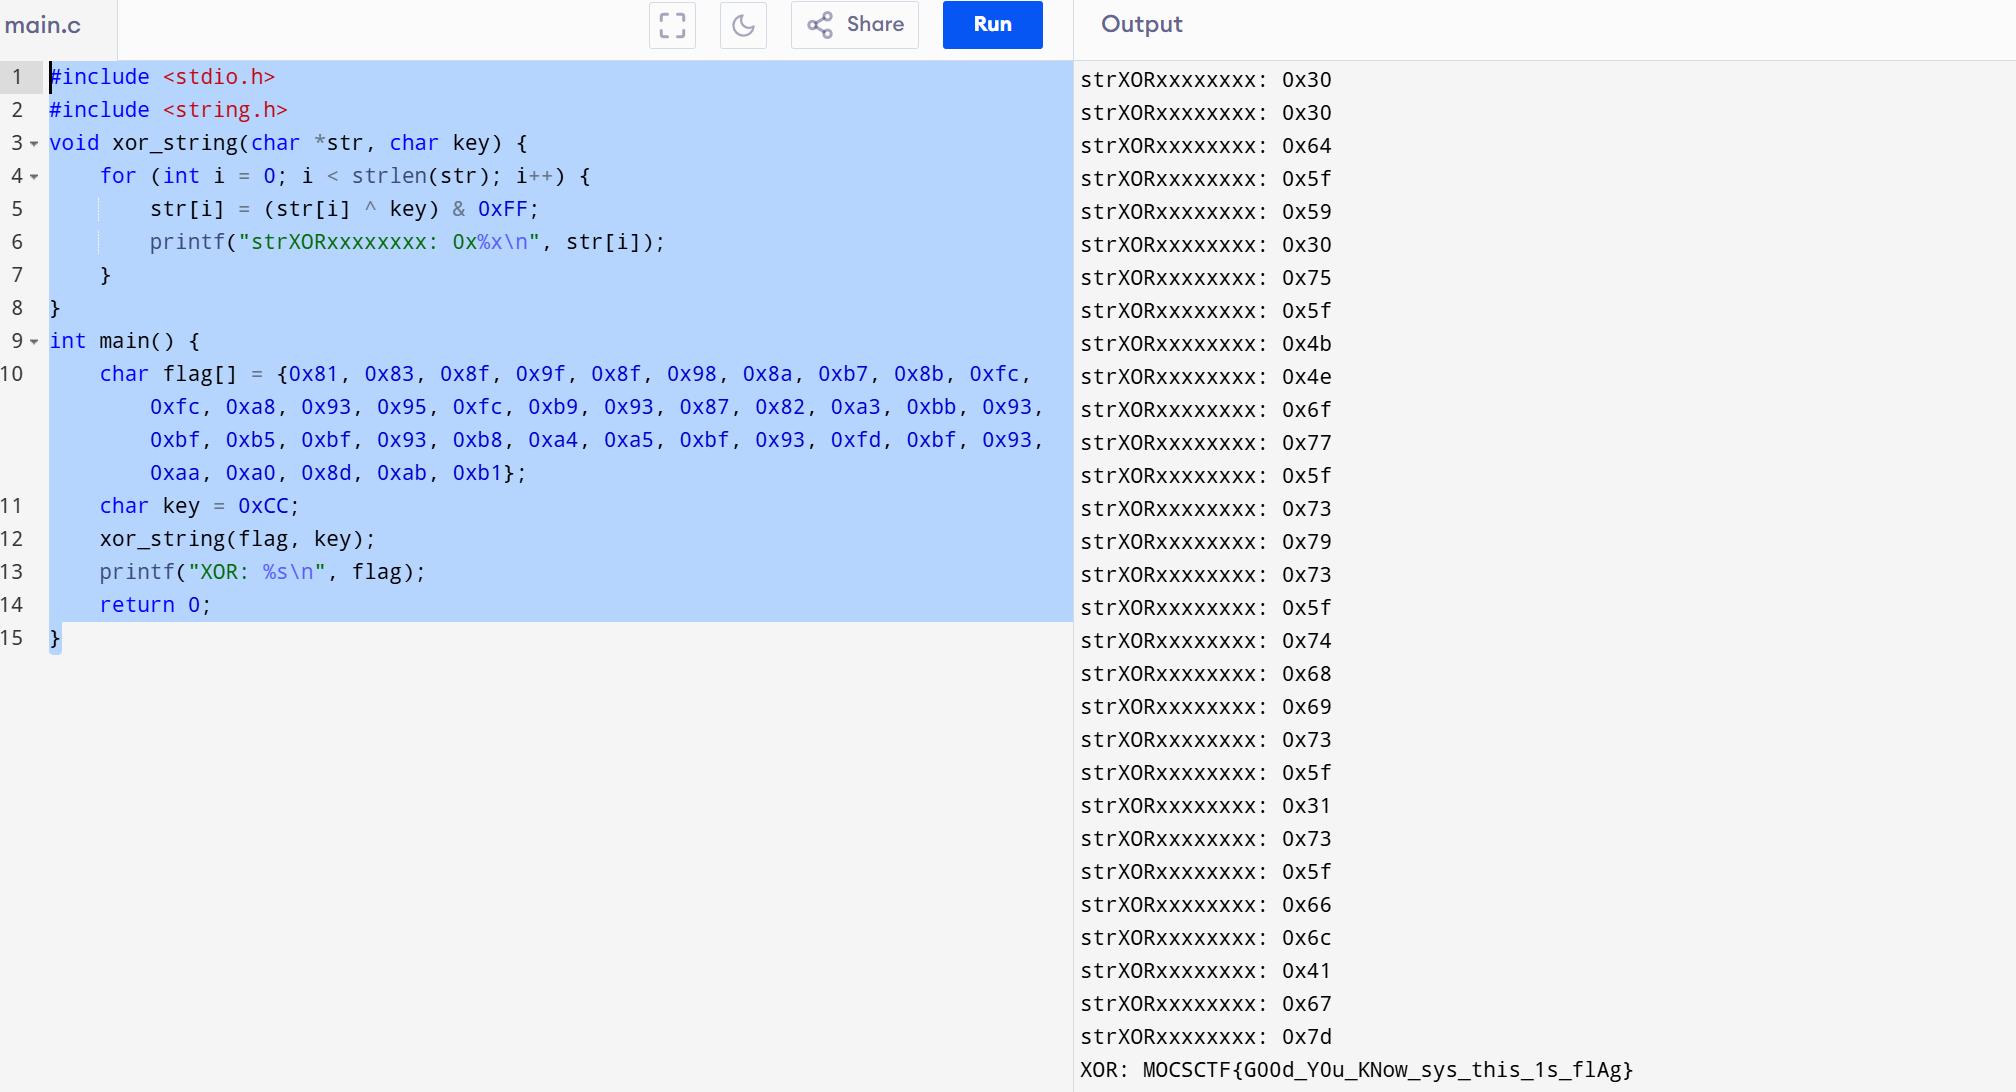 main.c
Share
Run
Output
1 #include <stdio.h>
2 #include <string.h>
3 void xor_string(char *str, char key) {
4 for (int i = 0; i < strlen(str); i++) {
5 str[i] = (str[i] ^ key) & 0xFF;
6 printf("strXORxxxxxxxx: 0x%x\n", str[i]);
7 }
8 }
9 int main() {
10 char flag[] = {0x81, 0x83, 0x8f, 0x9f, 0x8f, 0x98, 0x8a, 0xb7, 0x8b, 0xfc,
0xfc, 0xa8, 0x93, 0x95, 0xfc, 0xb9, 0x93, 0x87, 0x82, 0xa3, 0xbb, 0x93,
0xbf, 0xb5, 0xbf, 0x93, 0xb8, 0xa4, 0xa5, 0xbf, 0x93, 0xfd, 0xbf, 0x93,
0xaa, 0xa0, 0x8d, 0xab, 0xb1};
11 char key = 0xCC;
12 xor_string(flag, key);
13 printf("XOR: %s\n", flag);
14 return 0;
15 }
strXORxxxxxxxx: 0x30
strXORxxxxxxxx: 0x30
strXORxxxxxxxx: 0x64
strXORxxxxxxxx: 0x5f
strXORxxxxxxxx: 0x59
strXORxxxxxxxx: 0x30
strXORxxxxxxxx: 0x75
strXORxxxxxxxx: 0x5f
strXORxxxxxxxx: 0x4b
strXORxxxxxxxx: 0x4e
strXORxxxxxxxx: 0x6f
strXORxxxxxxxx: 0x77
strXORxxxxxxxx: 0x5f
strXORxxxxxxxx: 0x73
strXORxxxxxxxx: 0x79
strXORxxxxxxxx: 0x73
strXORxxxxxxxx: 0x5f
strXORxxxxxxxx: 0x74
strXORxxxxxxxx: 0x68
strXORxxxxxxxx: 0x69
strXORxxxxxxxx: 0x73
strXORxxxxxxxx: 0x5f
strXORxxxxxxxx: 0x31
strXORxxxxxxxx: 0x73
strXORxxxxxxxx: 0x5f
strXORxxxxxxxx: 0x66
strXORxxxxxxxx: 0x6c
strXORxxxxxxxx: 0x41
strXORxxxxxxxx: 0x67
strXORxxxxxxxx: 0x7d
XOR: MOCSCTF{G00d_Y0u_KNow_sys_this_1s_flAg}